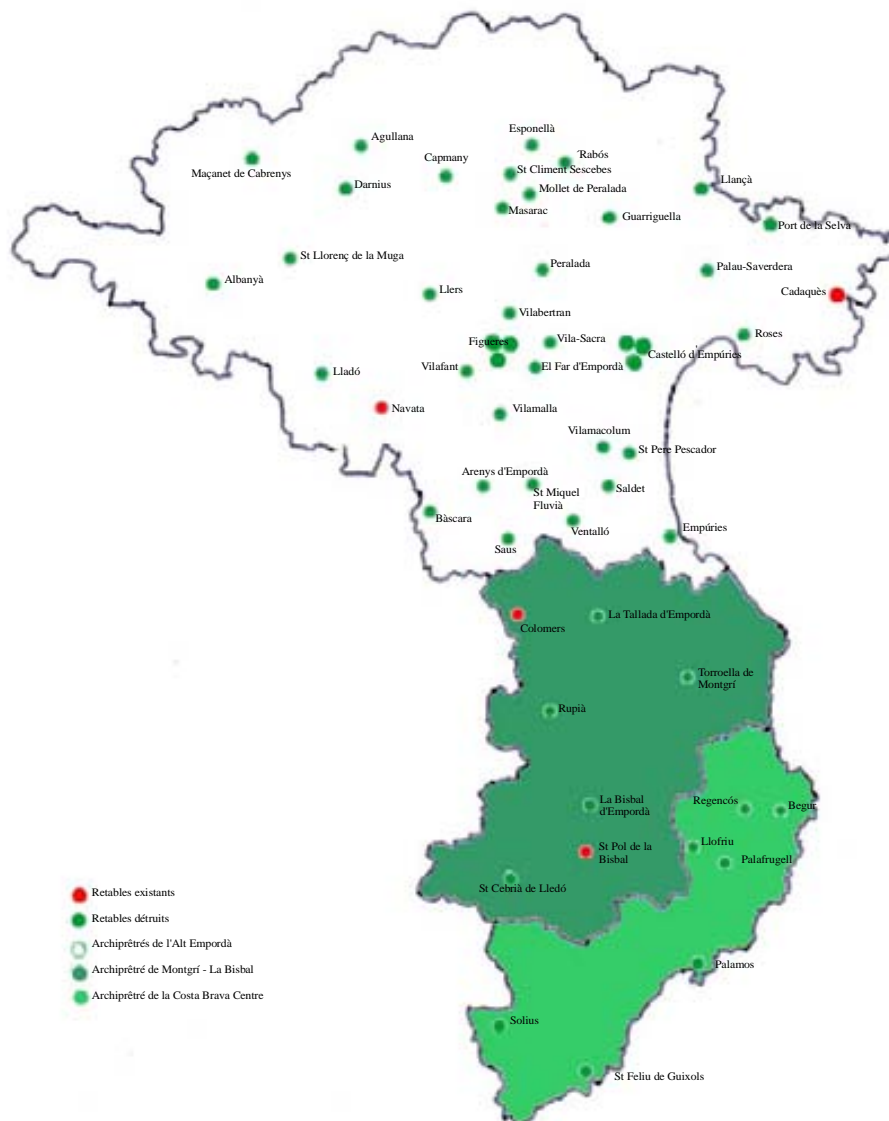 Esponellà
Agullana
´Rabós
Capmany
Maçanet de Cabrenys
St Climent Sescebes
Llançà
Darnius
Mollet de Peralada
Masarac
Guarriguella
Port de la Selva
St Llorenç de la Muga
Peralada
Palau-Saverdera
Albanyà
Llers
Cadaquès
Vilabertran
Roses
Figueres
Vila-Sacra
Castelló d'Empúries
Lladó
Vilafant
El Far d'Empordà
Navata
Vilamalla
Vilamacolum
St Pere Pescador
Arenys d'Empordà
St Miquel
Fluvià
Saldet
Bàscara
Ventalló
Empúries
Saus
La Tallada d'Empordà
Colomers
Torroella de
Montgrí
Rupià
La Bisbal
d'Empordà
Regencós
Begur
St Pol de la
Bisbal
Llofriu
Palafrugell
St Cebrià de Lledó
Retables existants
Retables détruits
Archiprêtrés de l'Alt Empordà
Archiprêtré de Montgrí - La Bisbal
Archiprêtré de la Costa Brava Centre
Palamos
Solius
St Feliu de Guixols